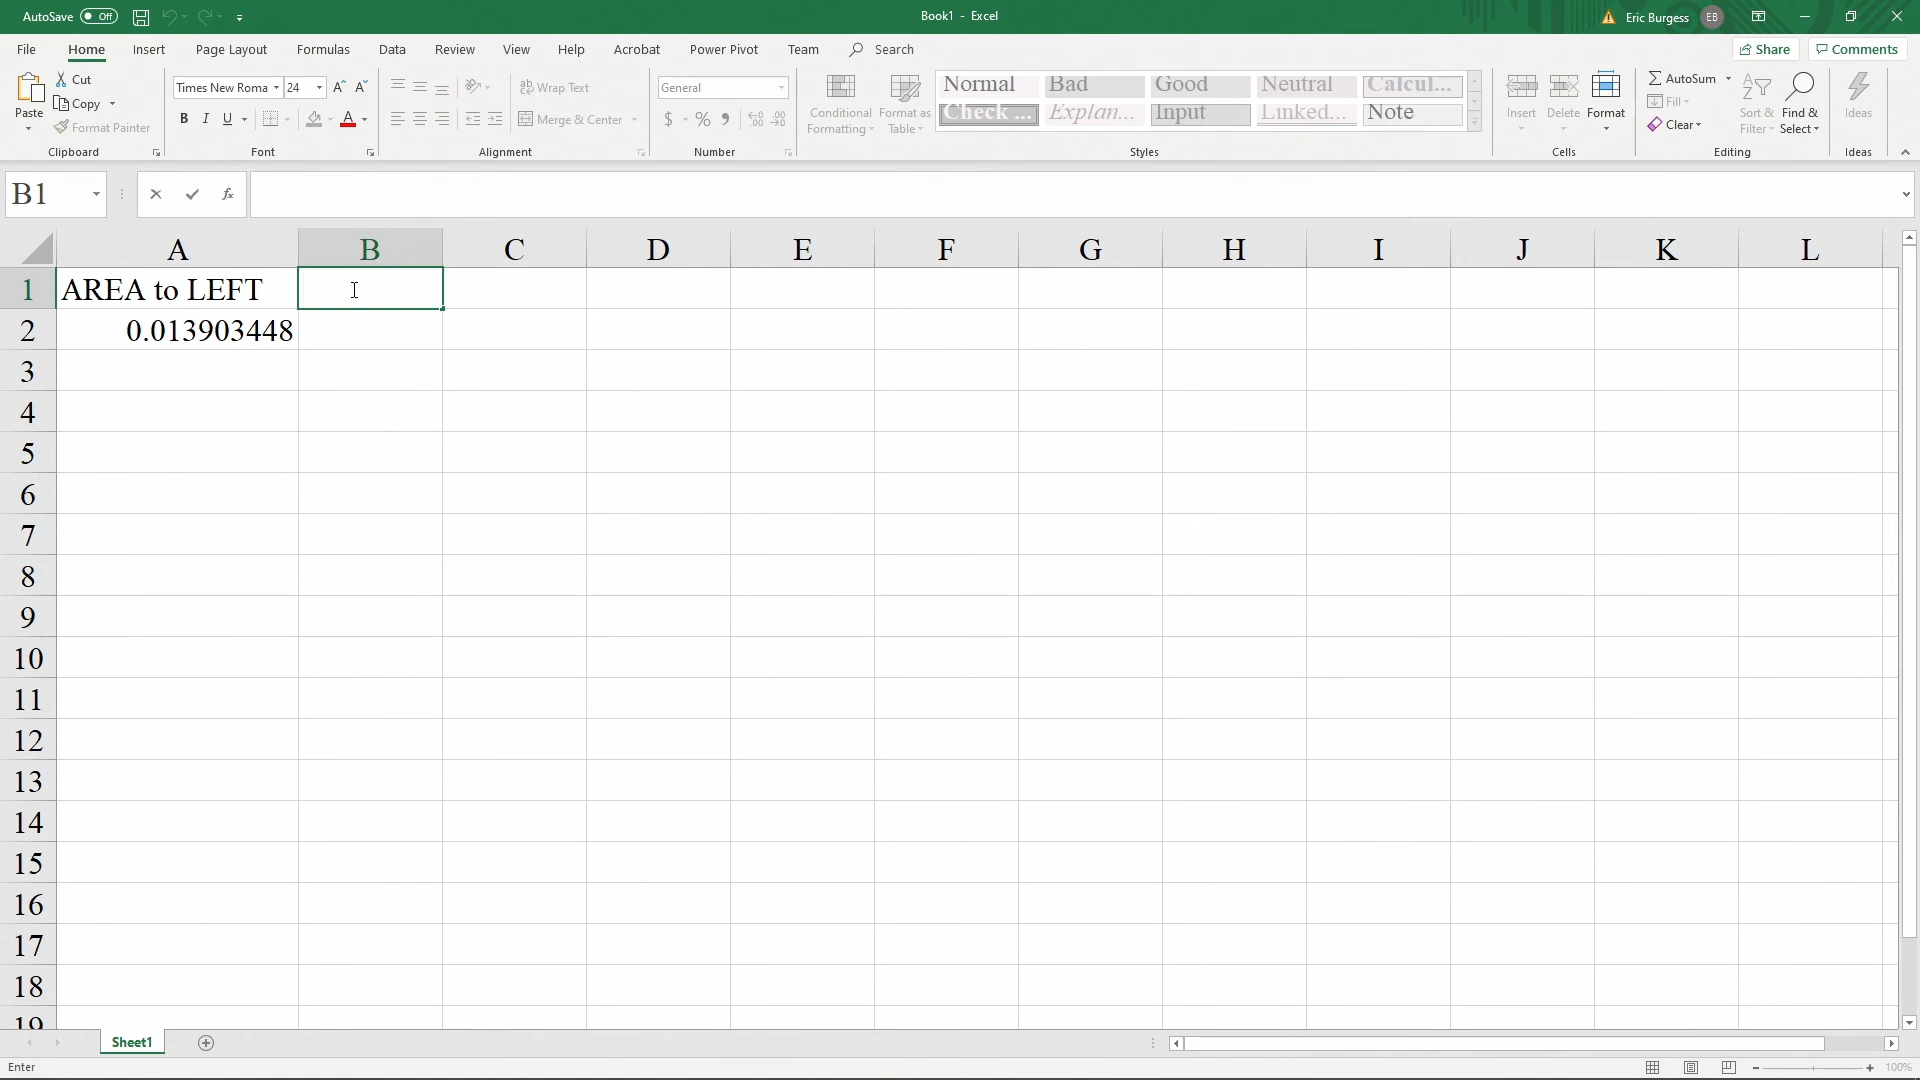 AutoSave Off
Book1 - Excel
Eric Burgess EB
File Home Insert Page Layout Formulas Data Review View Help Acrobat Power Pivot Team Search
Share Comments
Paste
Cut
Copy
Format Painter
Clipboard
Times New Roma 24
B I U A
Font
Wrap Text
Merge & Center
Alignment
General
$ % 9
Number
Conditional
Formatting
Format as
Table
Normal Bad Good Neutral Calcul...
Check ... Explan... Input Linked... Note
Styles
Insert Delete Format
Cells
AutoSum
Fill
Clear
Sort &
Filter
Find &
Select
Editing
Ideas
Ideas
B1
fx
A B C D E F G H I J K L
1 AREA to LEFT
2 0.013903448
3
4
5
6
7
8
9
10
11
12
13
14
15
16
17
18
19
Sheet1
Enter
100%